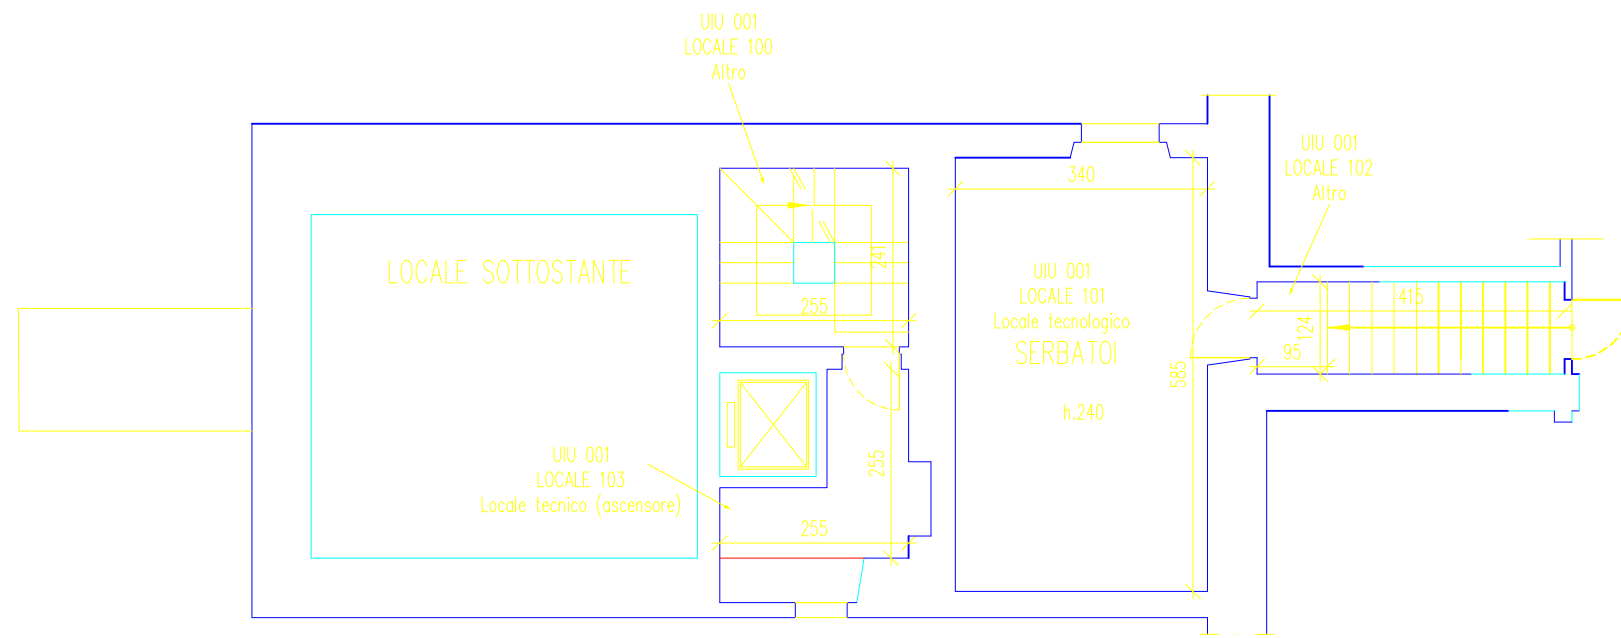 UIU 001
LOCALE 100
Altro
UIU 001
LOCALE 102
Altro
340
241
LOCALE SOTTOSTANTE
UIU 001
LOCALE 101
Locale tecnologico
SERBATOI
h.240
415
255
124
95
585
UIU 001
LOCALE 103
Locale tecnico (ascensore)
255
255